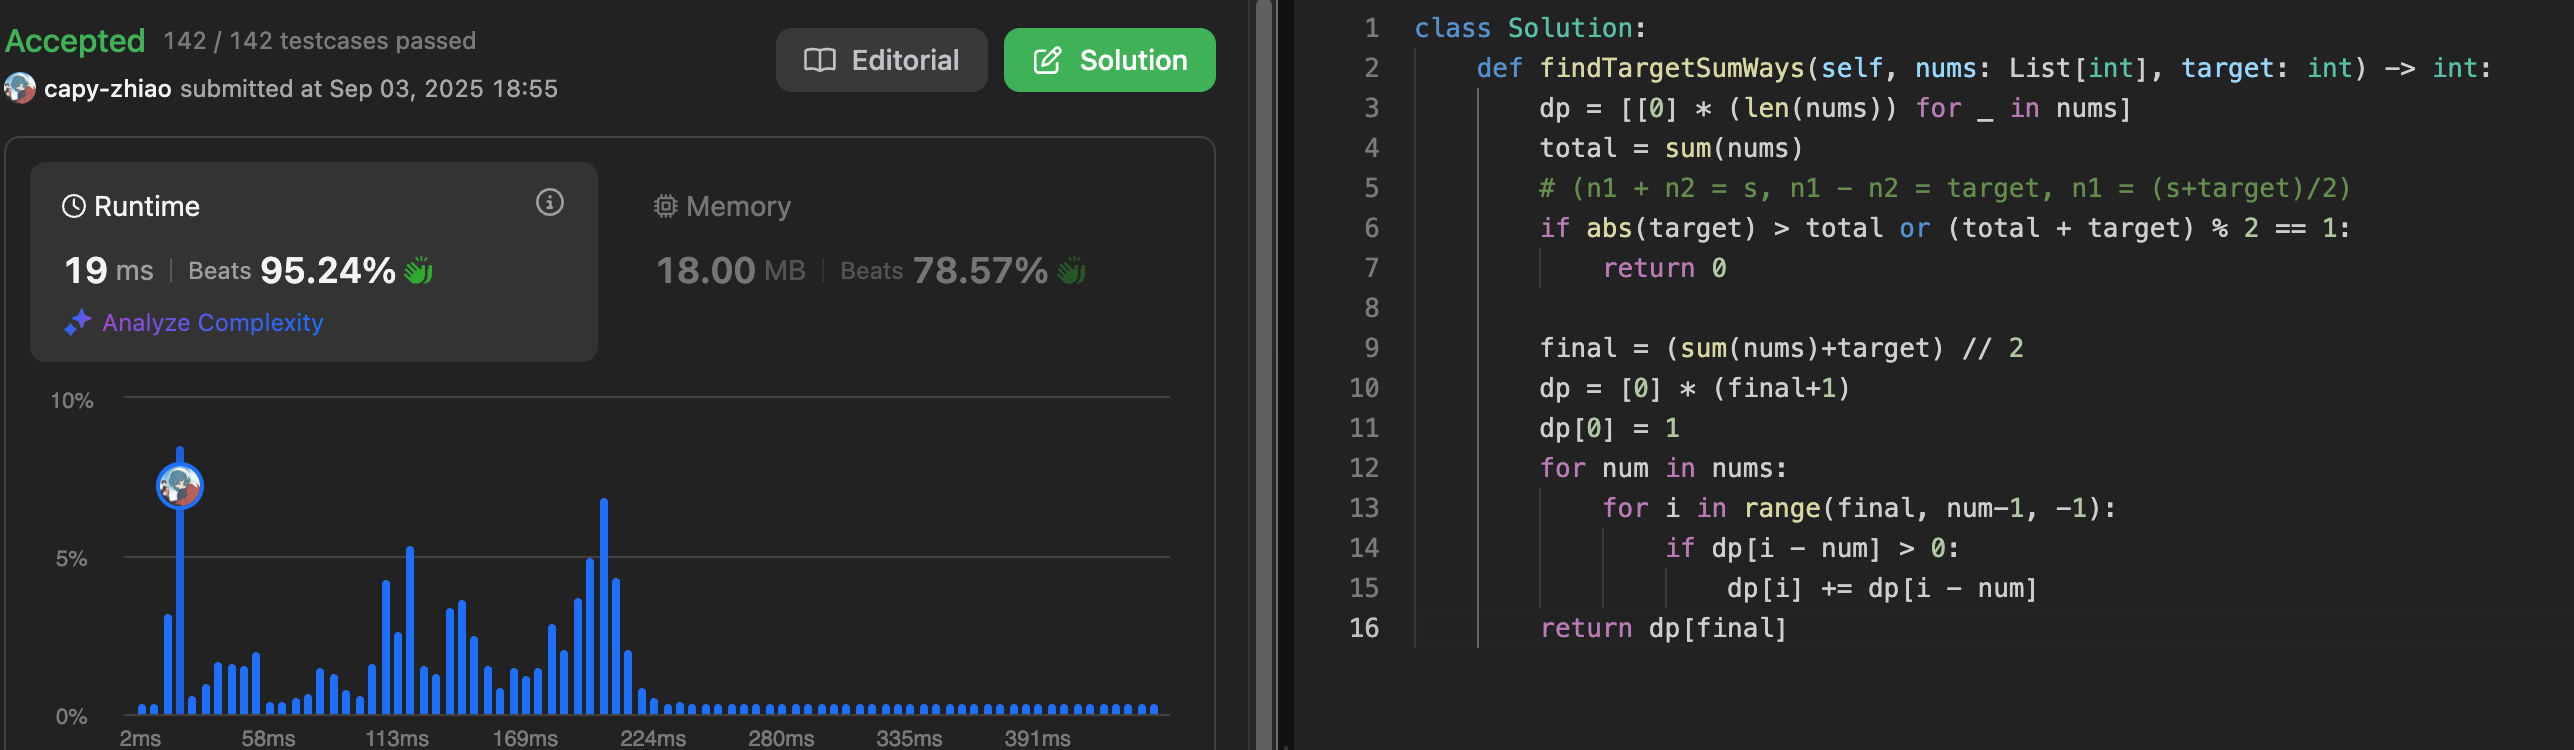 Accepted 142 / 142 testcases passed
capy-zhiao submitted at Sep 03, 2025 18:55
Editorial
Solution
Runtime
19 ms | Beats 95.24%
Analyze Complexity
Memory
18.00 MB | Beats 78.57%
10%
5%
0%
2ms 58ms 113ms 169ms 224ms 280ms 335ms 391ms
1 class Solution:
2     def findTargetSumWays(self, nums: List[int], target: int) -> int:
3         dp = [[0] * (len(nums)) for _ in nums]
4         total = sum(nums)
5         # (n1 + n2 = s, n1 - n2 = target, n1 = (s+target)/2)
6         if abs(target) > total or (total + target) % 2 == 1:
7             return 0
8
9         final = (sum(nums)+target) // 2
10         dp = [0] * (final+1)
11         dp[0] = 1
12         for num in nums:
13             for i in range(final, num-1, -1):
14                 if dp[i - num] > 0:
15                     dp[i] += dp[i - num]
16         return dp[final]